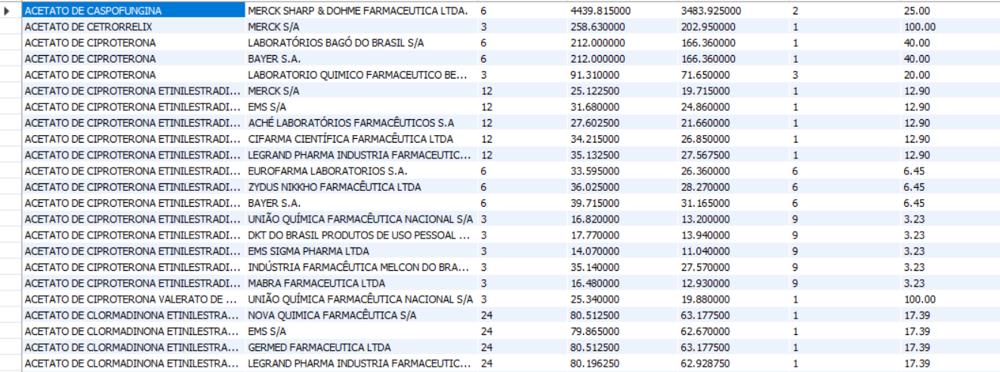 ACETATO DE CASPOFUNGINA MERCK SHARP & DOHME FARMACEUTICA LTDA. 6 4439.815000 3483.925000 2 25.00
ACETATO DE CETRORRELIX MERCK S/A 3 258.630000 202.950000 1 100.00
ACETATO DE CIPROTERONA LABORATÓRIOS BAGÓ DO BRASIL S/A 6 212.000000 166.360000 1 40.00
ACETATO DE CIPROTERONA BAYER S.A. 6 212.000000 166.360000 1 40.00
ACETATO DE CIPROTERONA LABORATORIO QUIMICO FARMACEUTICO BE... 3 91.310000 71.650000 3 20.00
ACETATO DE CIPROTERONA ETINILESTRADI... MERCK S/A 12 25.122500 19.715000 1 12.90
ACETATO DE CIPROTERONA ETINILESTRADI... EMS S/A 12 31.680000 24.860000 1 12.90
ACETATO DE CIPROTERONA ETINILESTRADI... ACHÉ LABORATÓRIOS FARMACÊUTICOS S.A 12 27.602500 21.660000 1 12.90
ACETATO DE CIPROTERONA ETINILESTRADI... CIFARMA CIENTÍFICA FARMACÊUTICA LTDA 12 34.215000 26.850000 1 12.90
ACETATO DE CIPROTERONA ETINILESTRADI... LEGRAND PHARMA INDUSTRIA FARMACEUTIC... 12 35.132500 27.567500 1 12.90
ACETATO DE CIPROTERONA ETINILESTRADI... EUROFARMA LABORATORIOS S.A. 6 33.595000 26.360000 6 6.45
ACETATO DE CIPROTERONA ETINILESTRADI... ZYDUS NIKKHO FARMACÊUTICA LTDA 6 36.025000 28.270000 6 6.45
ACETATO DE CIPROTERONA ETINILESTRADI... BAYER S.A. 6 39.715000 31.165000 6 6.45
ACETATO DE CIPROTERONA ETINILESTRADI... UNIÃO QUÍMICA FARMACÊUTICA NACIONAL S/A 3 16.820000 13.200000 9 3.23
ACETATO DE CIPROTERONA ETINILESTRADI... DKT DO BRASIL PRODUTOS DE USO PESSOAL ... 3 17.770000 13.940000 9 3.23
ACETATO DE CIPROTERONA ETINILESTRADI... EMS SIGMA PHARMA LTDA 3 14.070000 11.040000 9 3.23
ACETATO DE CIPROTERONA ETINILESTRADI... INDÚSTRIA FARMACÊUTICA MELCON DO BRA... 3 35.140000 27.570000 9 3.23
ACETATO DE CIPROTERONA ETINILESTRADI... MABRA FARMACEUTICA LTDA 3 16.480000 12.930000 9 3.23
ACETATO DE CIPROTERONA VALERATO DE ... UNIÃO QUÍMICA FARMACÊUTICA NACIONAL S/A 3 25.340000 19.880000 1 100.00
ACETATO DE CLORMADINONA ETINILESTRA... NOVA QUIMICA FARMACÊUTICA S/A 24 80.512500 63.177500 1 17.39
ACETATO DE CLORMADINONA ETINILESTRA... EMS S/A 24 79.865000 62.670000 1 17.39
ACETATO DE CLORMADINONA ETINILESTRA... GERMED FARMACEUTICA LTDA 24 80.512500 63.177500 1 17.39
ACETATO DE CLORMADINONA ETINILESTRA... LEGRAND PHARMA INDUSTRIA FARMACEUTIC... 24 80.196250 62.928750 1 17.39